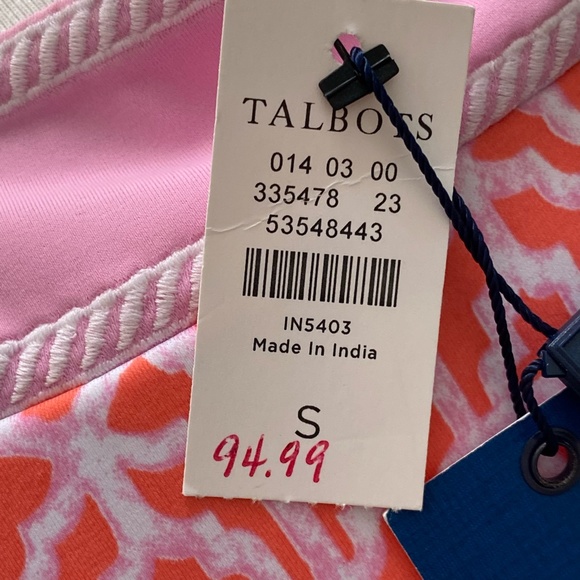 TALBOTS
014 03 00
335478 23
53548443
IN5403
Made In India
S
94.99